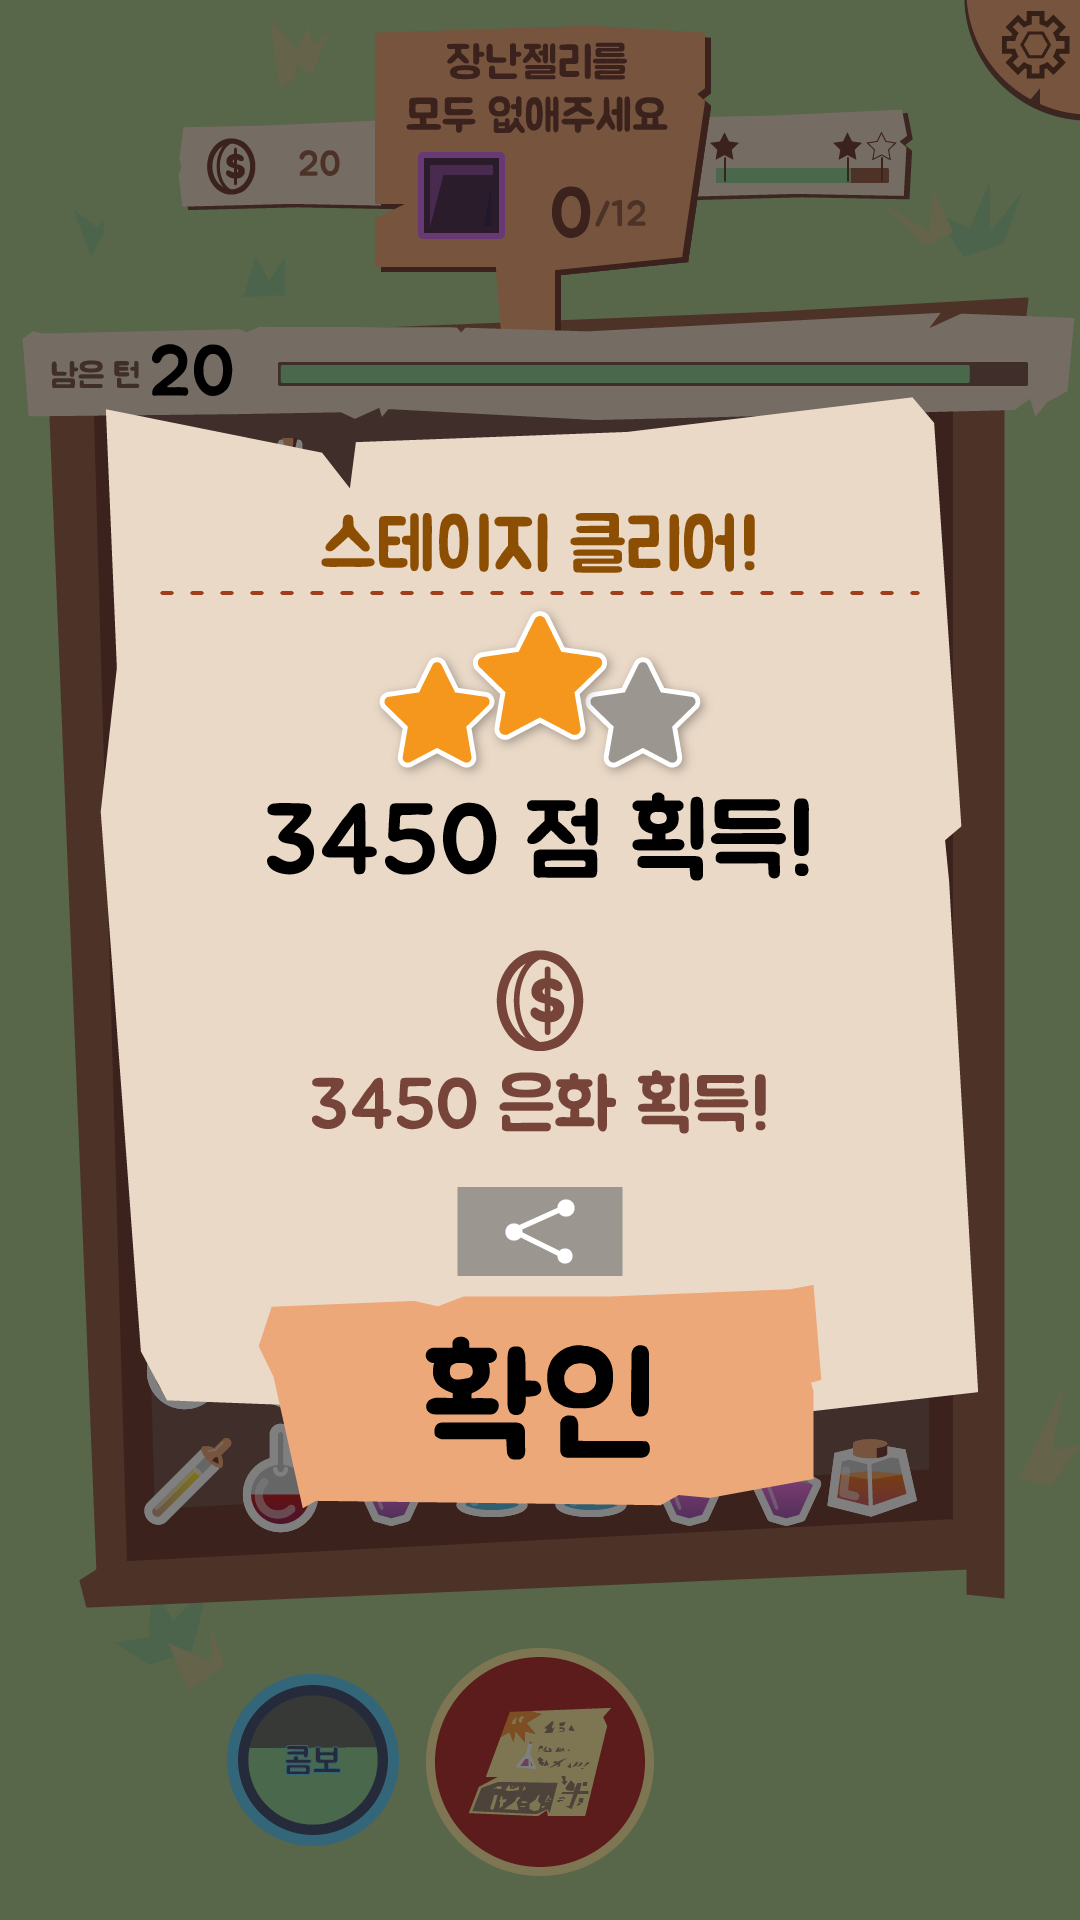 장난젤리를
모두 없애주세요
20
0/12
남은 턴 20
스테이지 클리어!
3450 점 획득!
$
3450 은화 획득!
확인
콤보